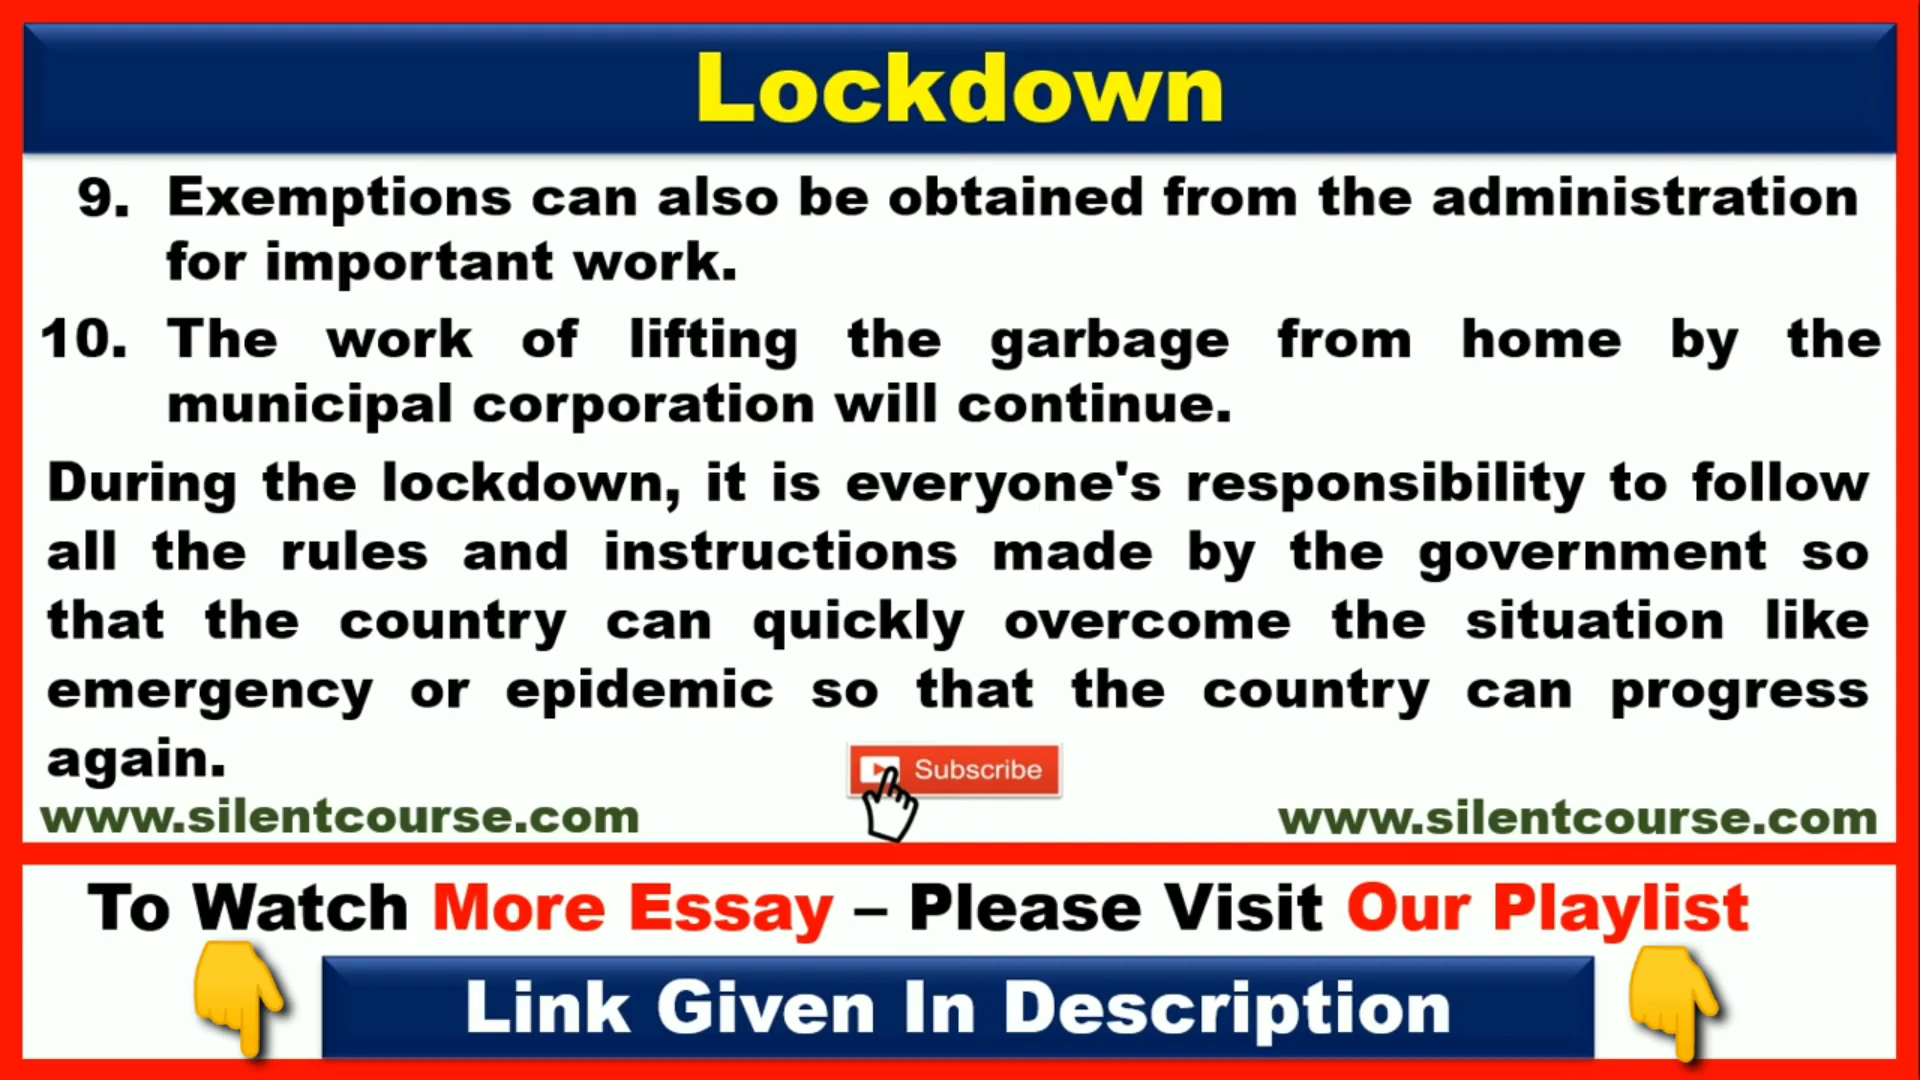 Lockdown
9. Exemptions can also be obtained from the administration
for important work.
10. The work of lifting the garbage from home by the
municipal corporation will continue.
During the lockdown, it is everyone's responsibility to follow
all the rules and instructions made by the government so
that the country can quickly overcome the situation like
emergency or epidemic so that the country can progress
again.
Subscribe
www.silentcourse.com
www.silentcourse.com
To Watch More Essay – Please Visit Our Playlist
Link Given In Description